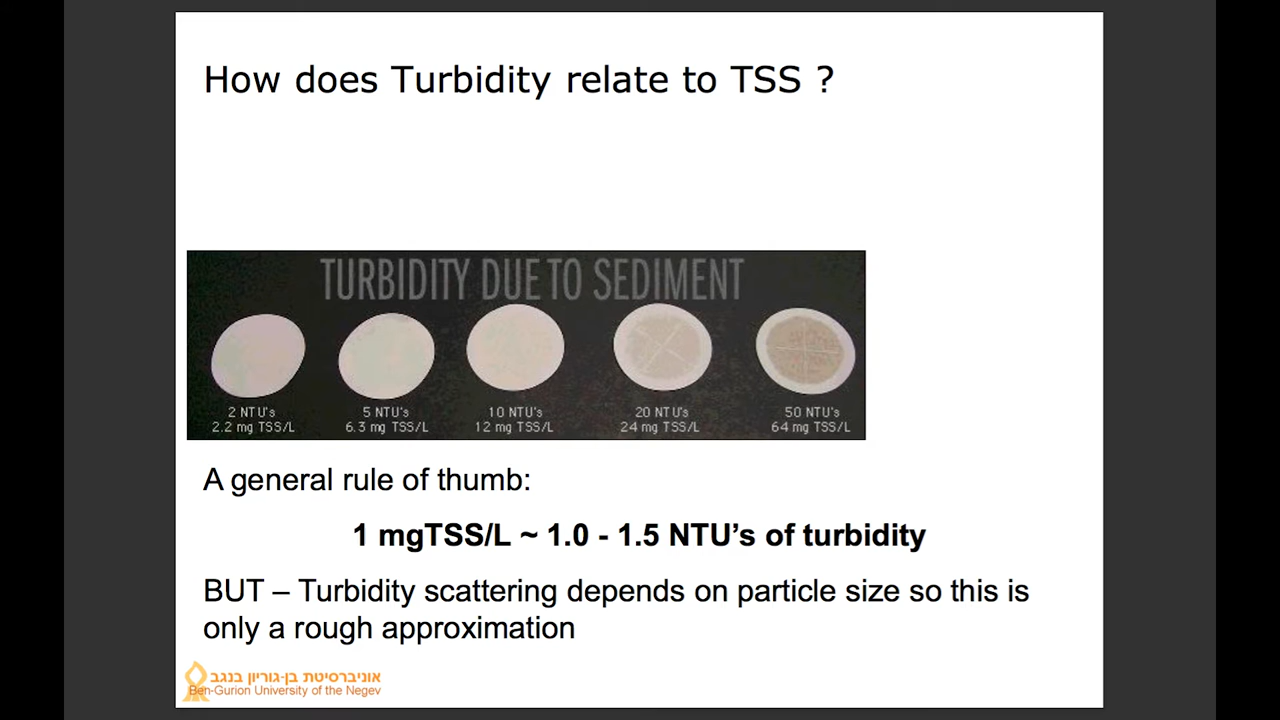 How does Turbidity relate to TSS ?
TURBIDITY DUE TO SEDIMENT
2 NTU's
2.2 mg TSS/L
5 NTU's
6.3 mg TSS/L
10 NTU's
12 mg TSS/L
20 NTU's
24 mg TSS/L
50 NTU's
64 mg TSS/L
A general rule of thumb:
1 mgTSS/L ~ 1.0 - 1.5 NTU’s of turbidity
BUT – Turbidity scattering depends on particle size so this is
only a rough approximation
אוניברסיטת בן-גוריון בנגב
Ben-Gurion University of the Negev